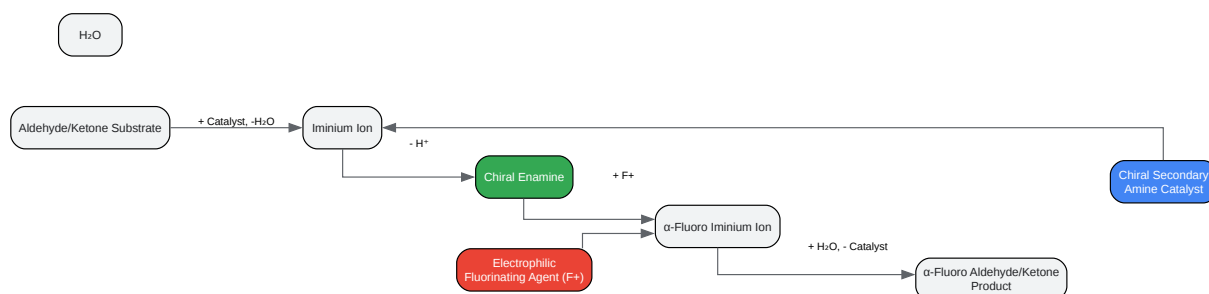 H₂O
Aldehyde/Ketone Substrate
+ Catalyst, -H₂O
Iminium Ion
- H⁺
Chiral Enamine
+ F+
Chiral Secondary
Amine Catalyst
α-Fluoro Iminium Ion
Electrophilic
Fluorinating Agent (F+)
+ H₂O, - Catalyst
α-Fluoro Aldehyde/Ketone
Product